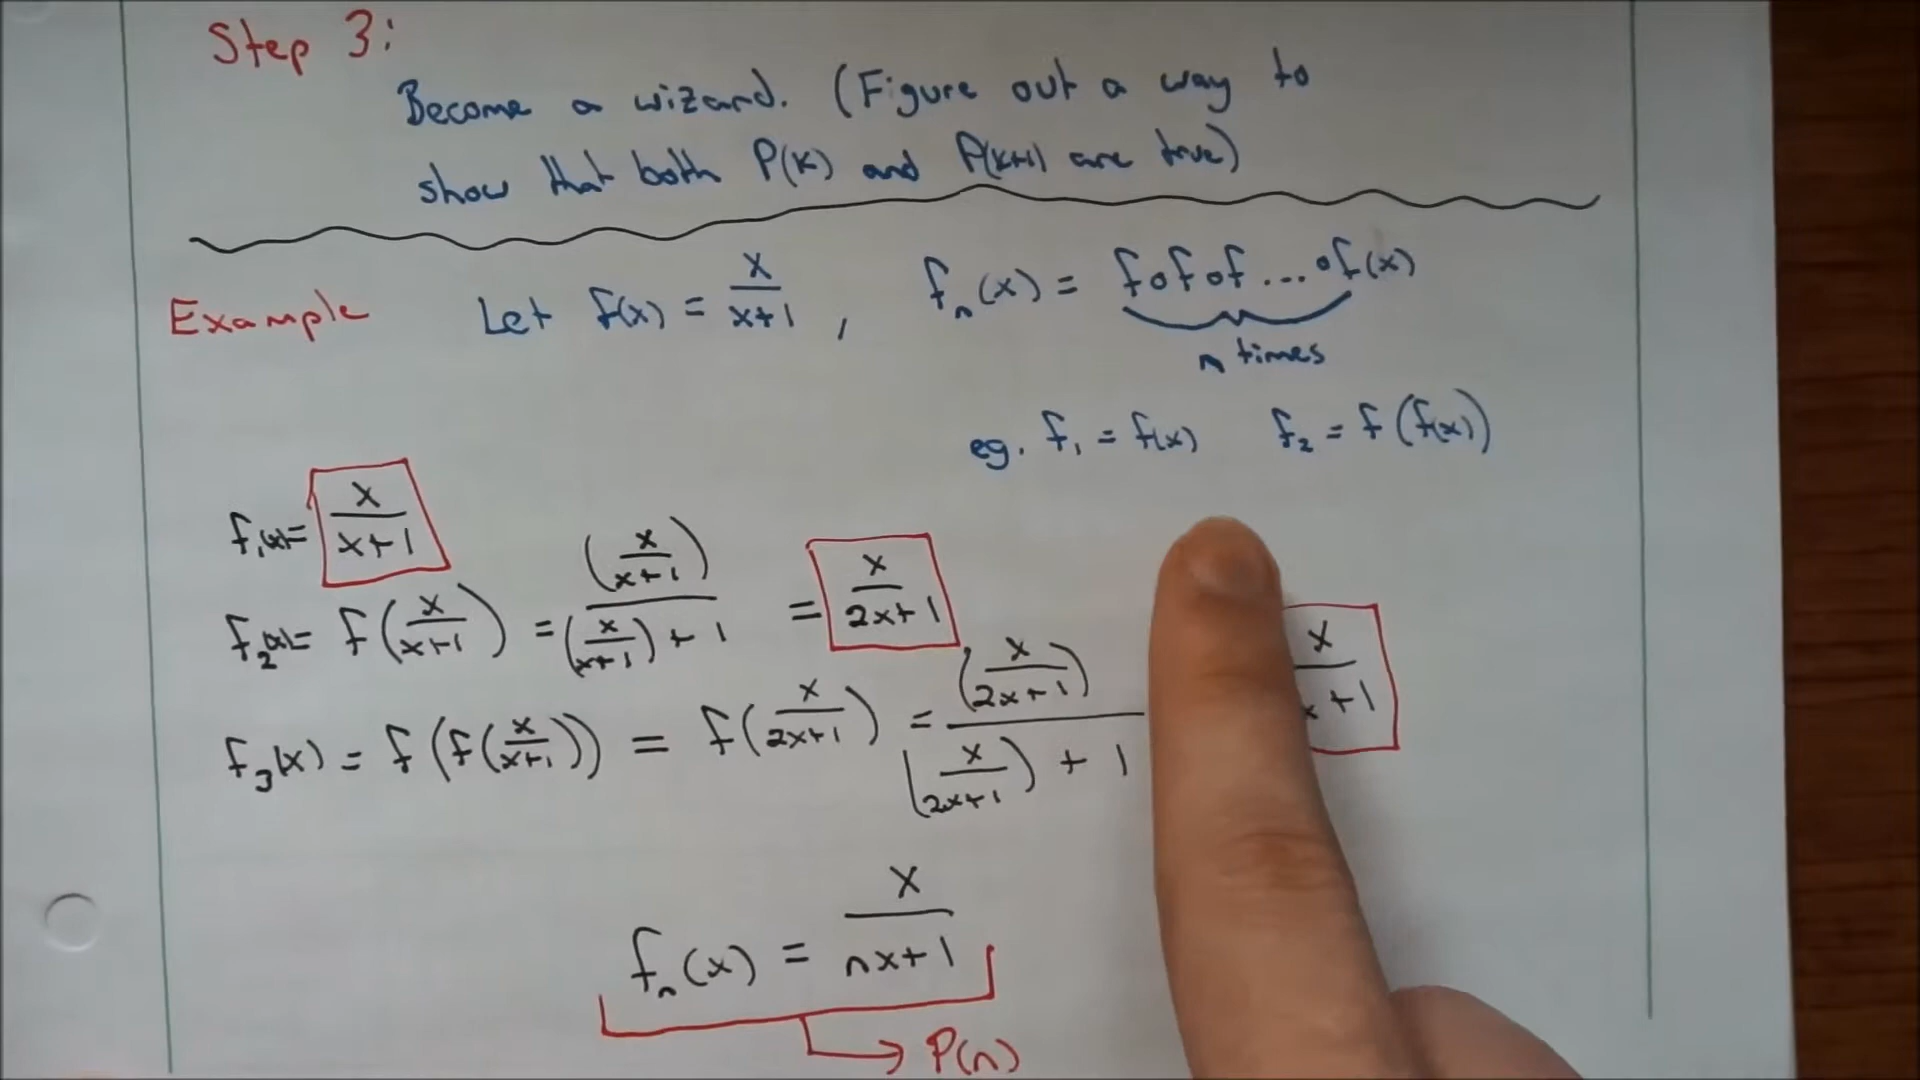 Step 3:
Become a wizard. (Figure out a way to
show that both P(k) and P(k+1) are true)
Example Let f(x) = x/(x+1) , fₙ(x) = f∘f∘f∘...∘f(x)
n times
eg. f₁ = f(x) f₂ = f(f(x))
f₁(x) = x/(x+1)
f₂(x) = f(x/(x+1)) = (x/(x+1))/((x/(x+1)) + 1) = x/(2x+1)
f₃(x) = f(f(x/(x+1))) = f(x/(2x+1)) = (x/(2x+1))/((x/(2x+1)) + 1) x/(x+1)
fₙ(x) = x/(nx+1)
→ P(n)